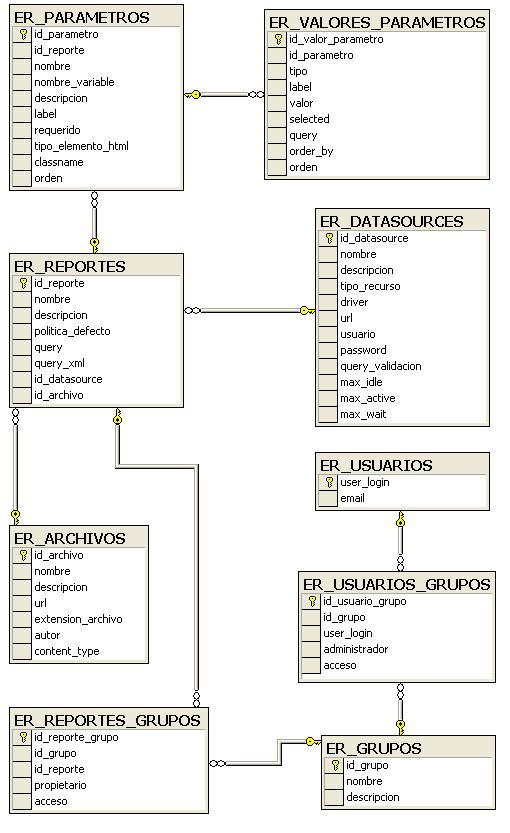 ER_PARAMETROS
id_parametro
id_reporte
nombre
nombre_variable
descripcion
label
requerido
tipo_elemento_html
classname
orden
ER_VALORES_PARAMETROS
id_valor_parametro
id_parametro
tipo
label
valor
selected
query
order_by
orden
ER_REPORTES
id_reporte
nombre
descripcion
politica_defecto
query
query_xml
id_datasource
id_archivo
ER_DATASOURCES
id_datasource
nombre
descripcion
tipo_recurso
driver
url
usuario
password
query_validacion
max_idle
max_active
max_wait
ER_USUARIOS
user_login
email
ER_ARCHIVOS
id_archivo
nombre
descripcion
url
extension_archivo
autor
content_type
ER_USUARIOS_GRUPOS
id_usuario_grupo
id_grupo
user_login
administrador
acceso
ER_REPORTES_GRUPOS
id_reporte_grupo
id_grupo
id_reporte
propietario
acceso
ER_GRUPOS
id_grupo
nombre
descripcion